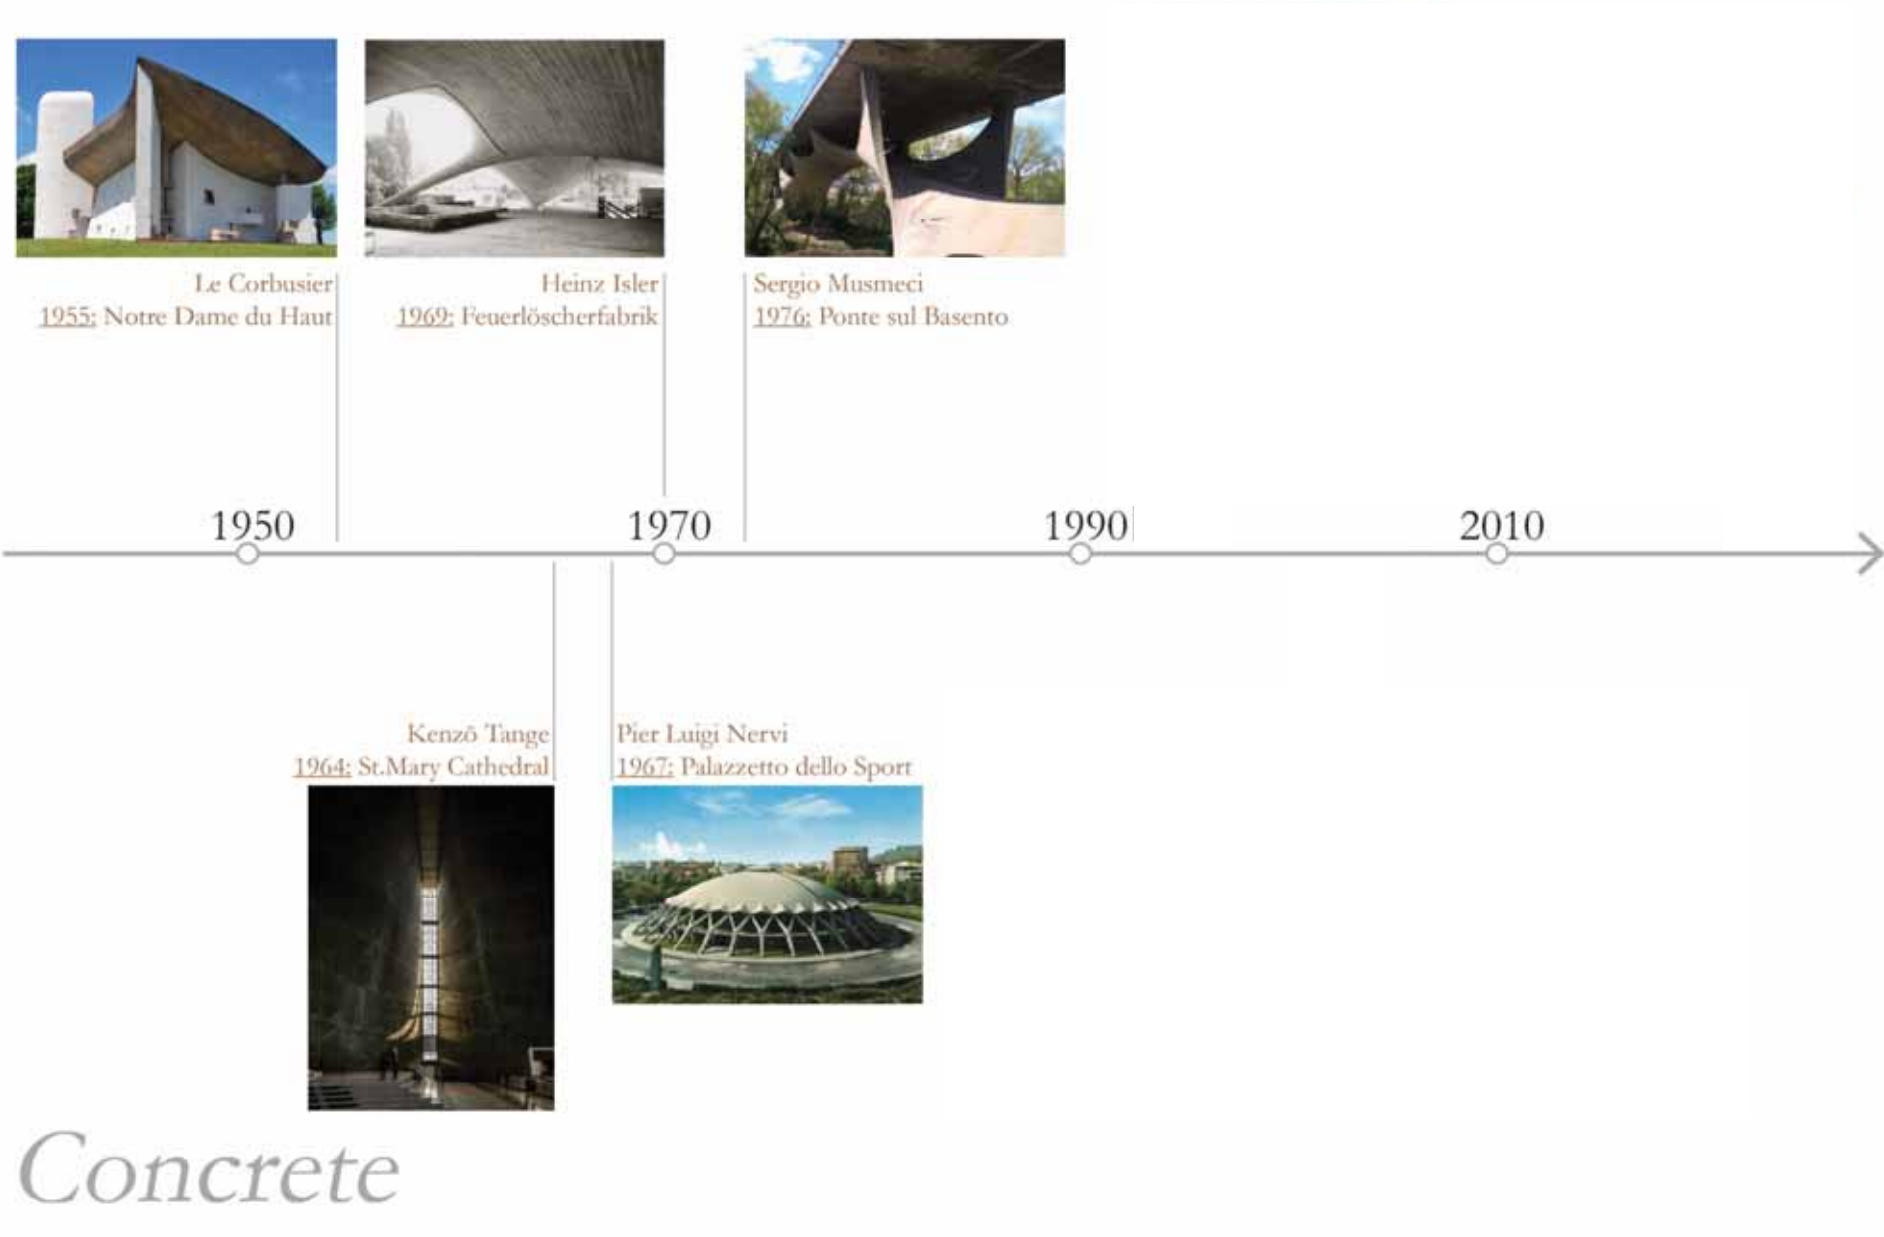 Le Corbusier
1955: Notre Dame du Haut
Heinz Isler
1969: Feuerlöscherfabrik
Sergio Musmeci
1976: Ponte sul Basento
1950
1970
1990
2010
Kenzō Tange
1964: St.Mary Cathedral
Pier Luigi Nervi
1967: Palazzetto dello Sport
Concrete